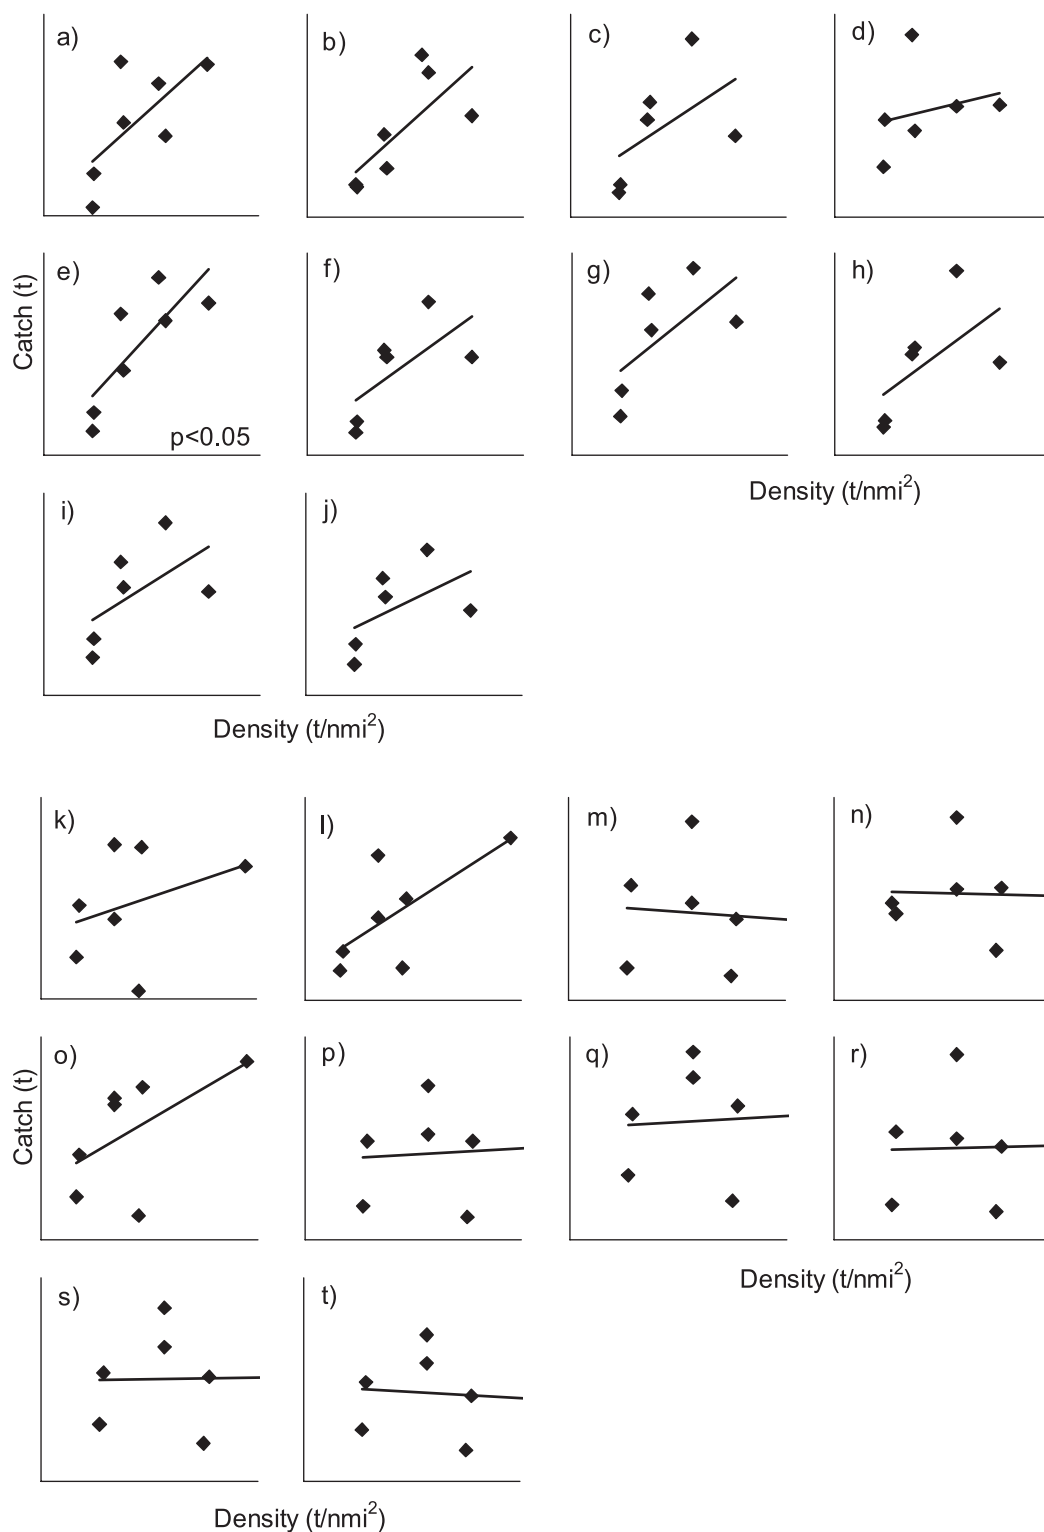 a)
b)
c)
d)
e)
f)
g)
h)
Catch (t)
p<0.05
Density (t/nmi²)
i)
j)
Density (t/nmi²)
k)
l)
m)
n)
o)
p)
q)
r)
Catch (t)
Density (t/nmi²)
s)
t)
Density (t/nmi²)